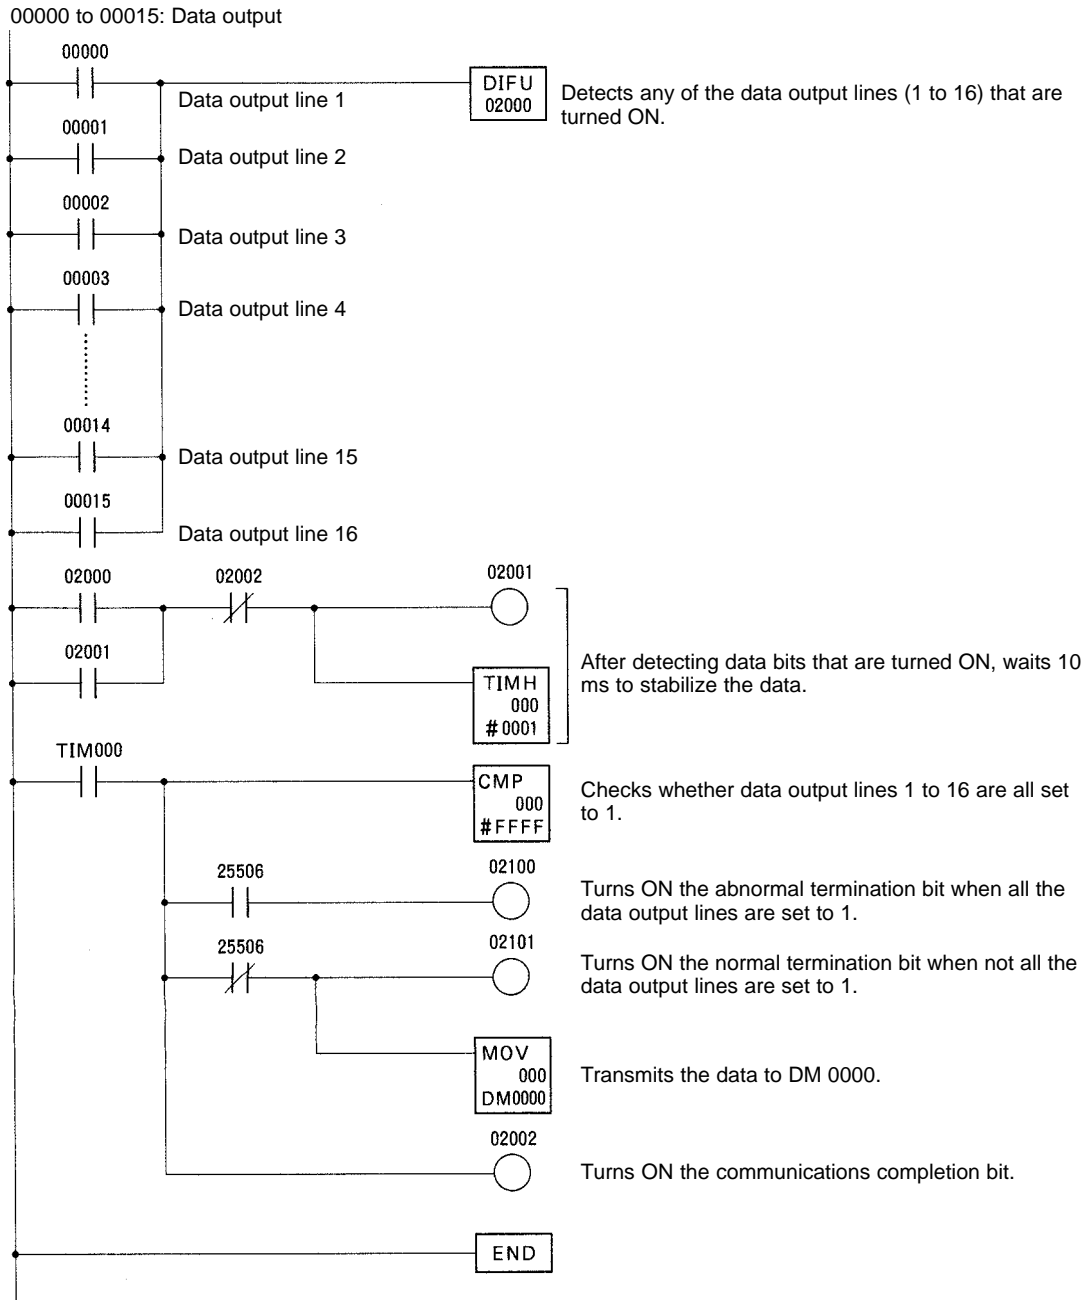 00000 to 00015: Data output
00000
DIFU
02000
Data output line 1
Detects any of the data output lines (1 to 16) that are
turned ON.
00001
Data output line 2
00002
Data output line 3
00003
Data output line 4
00014
Data output line 15
00015
Data output line 16
02000
02002
02001
02001
After detecting data bits that are turned ON, waits 10
ms to stabilize the data.
TIMH
000
#0001
TIM000
CMP
000
#FFFF
Checks whether data output lines 1 to 16 are all set
to 1.
25506
02100
Turns ON the abnormal termination bit when all the
data output lines are set to 1.
25506
02101
Turns ON the normal termination bit when not all the
data output lines are set to 1.
MOV
000
DM0000
Transmits the data to DM 0000.
02002
Turns ON the communications completion bit.
END